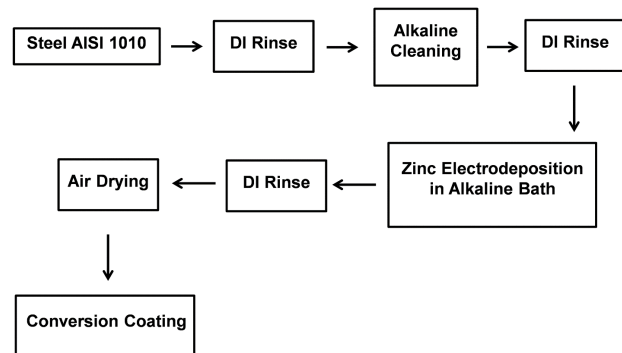 Steel AISI 1010
DI Rinse
Alkaline
Cleaning
DI Rinse
Zinc Electrodeposition
in Alkaline Bath
DI Rinse
Air Drying
Conversion Coating